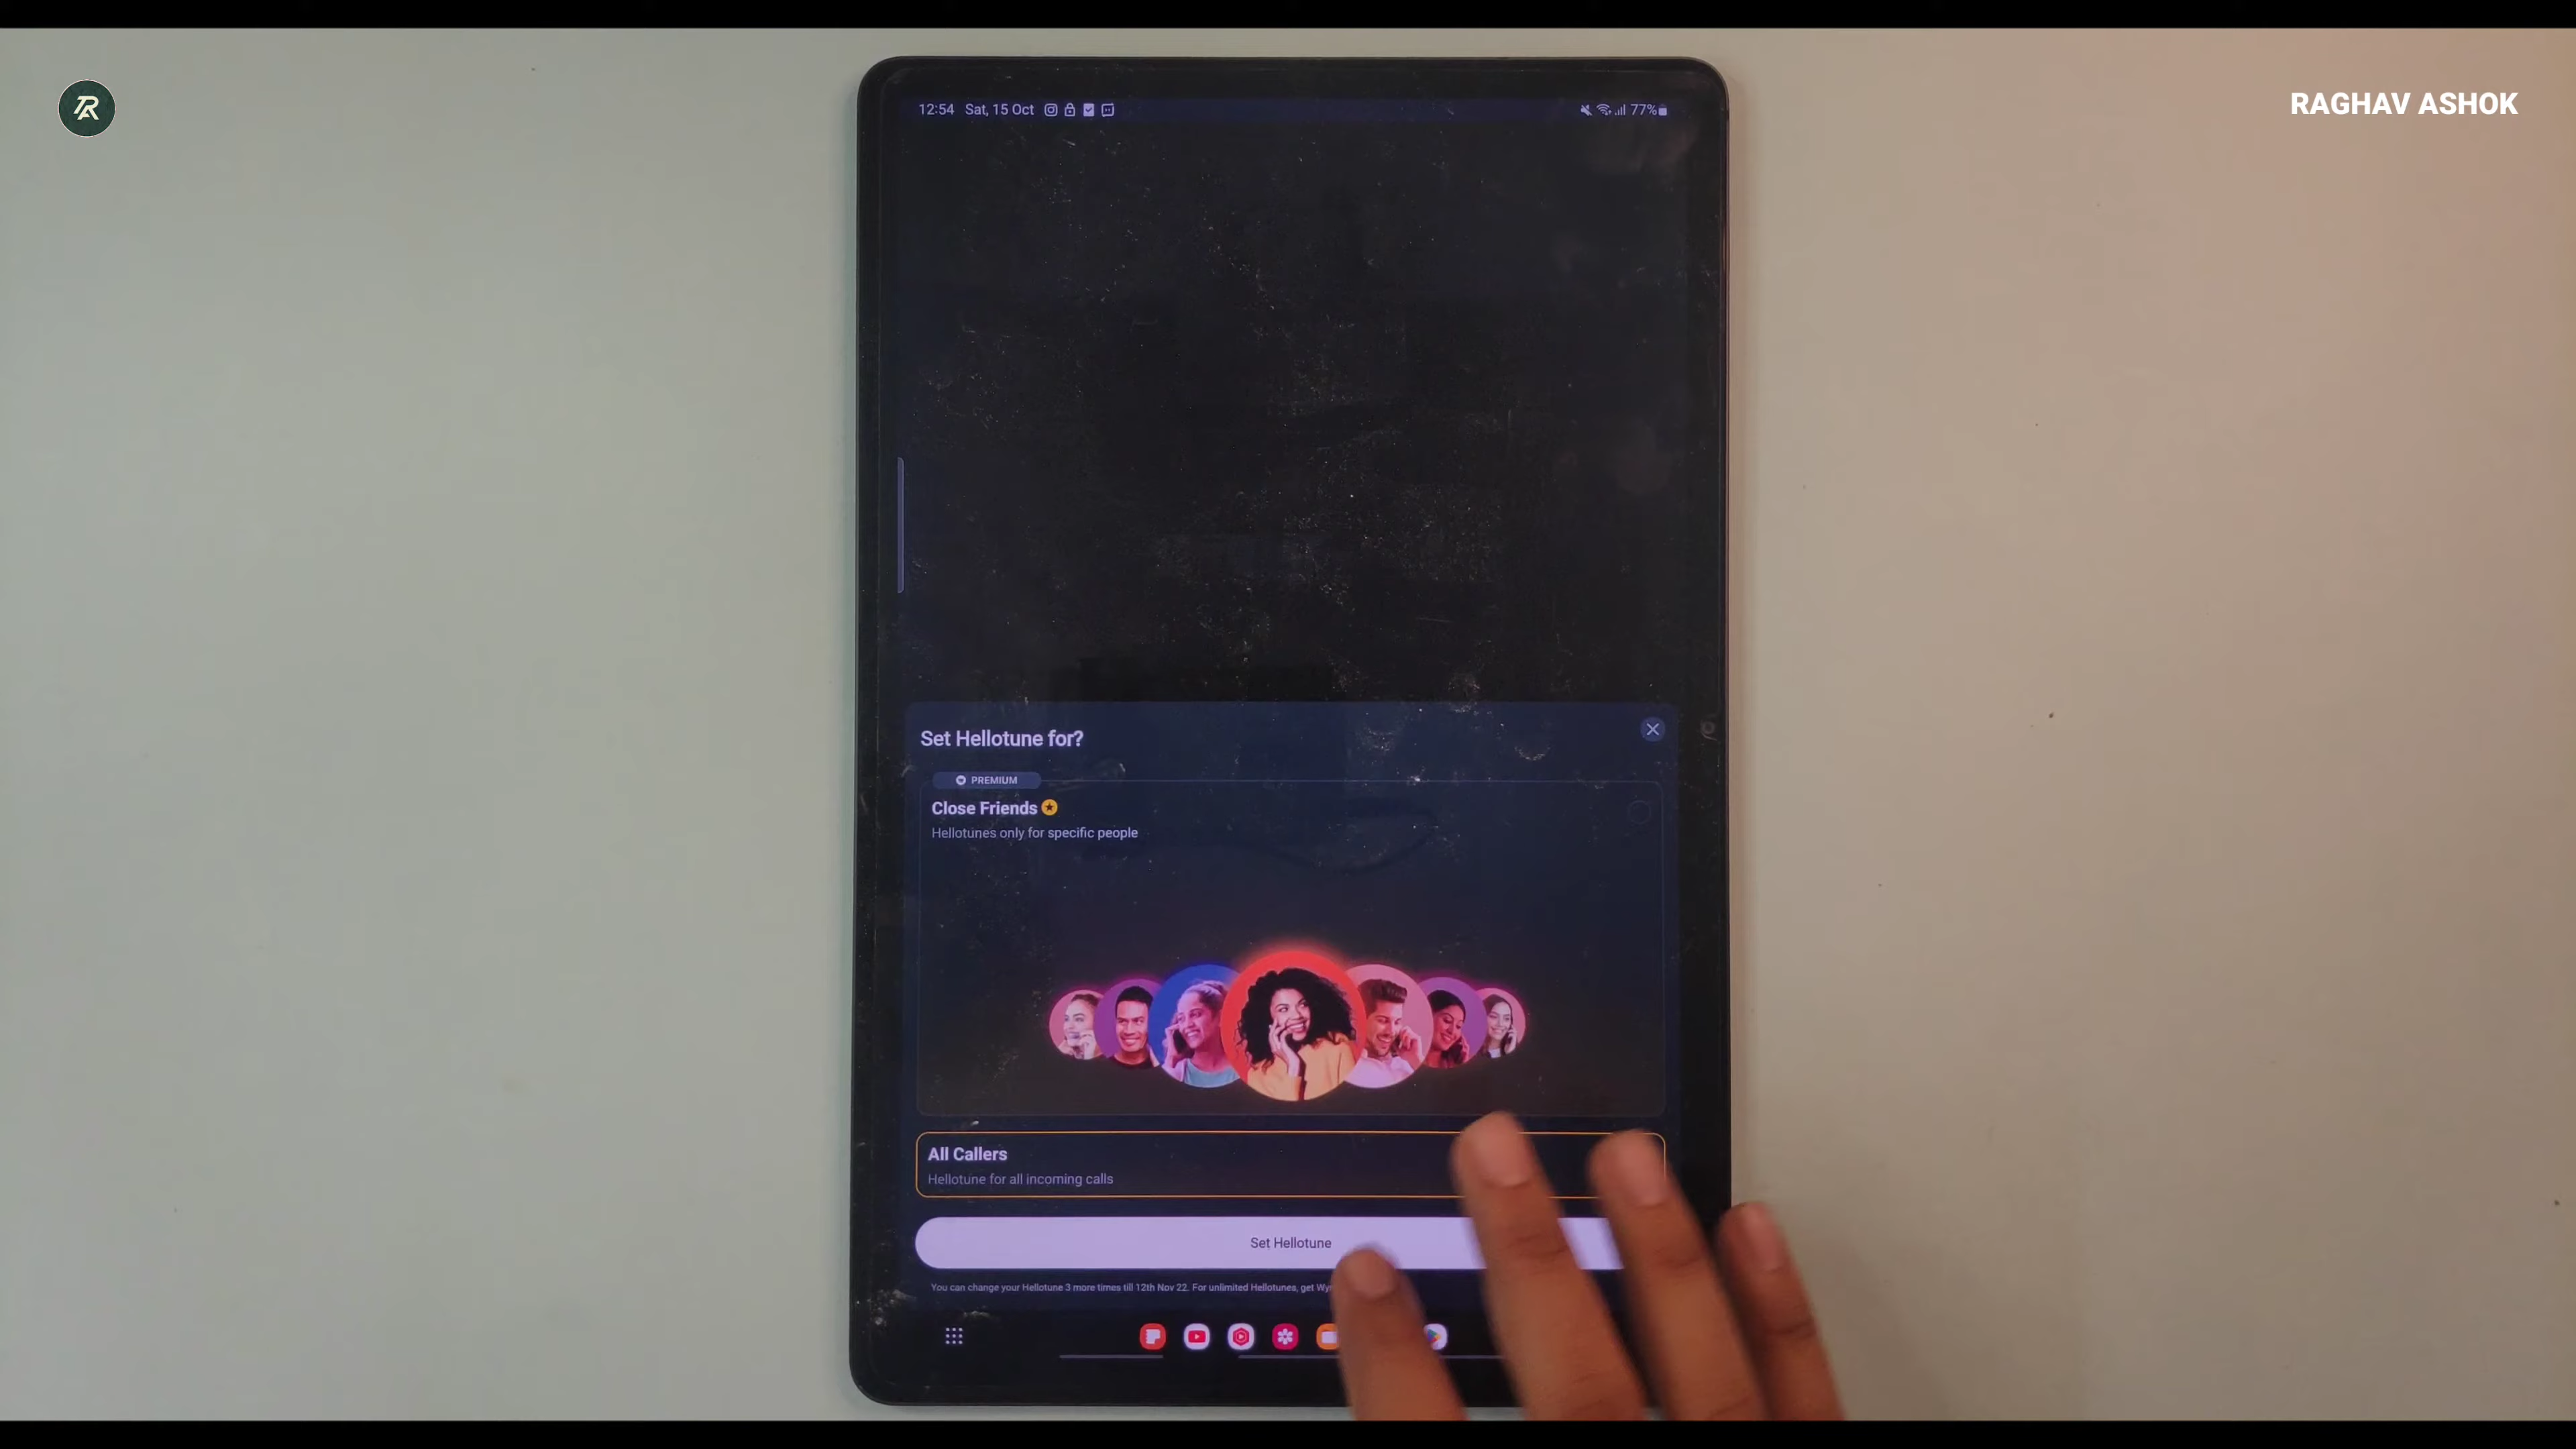 RAGHAV ASHOK
12:54 Sat, 15 Oct
77%
Set Hellotune for?
PREMIUM
Close Friends
Hellotunes only for specific people
All Callers
Hellotune for all incoming calls
Set Hellotune
You can change your Hellotune 3 more times till 12th Nov 22. For unlimited Hellotunes, get